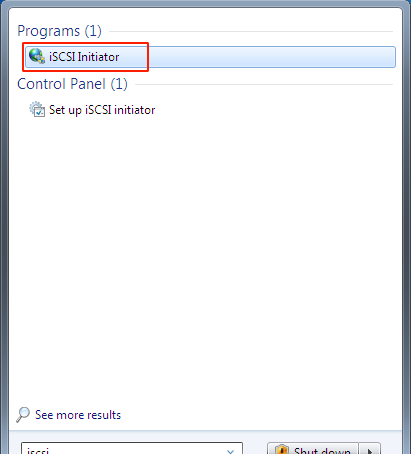 Programs (1)
iSCSI Initiator
Control Panel (1)
Set up iSCSI initiator
See more results
iscsi
Shut down